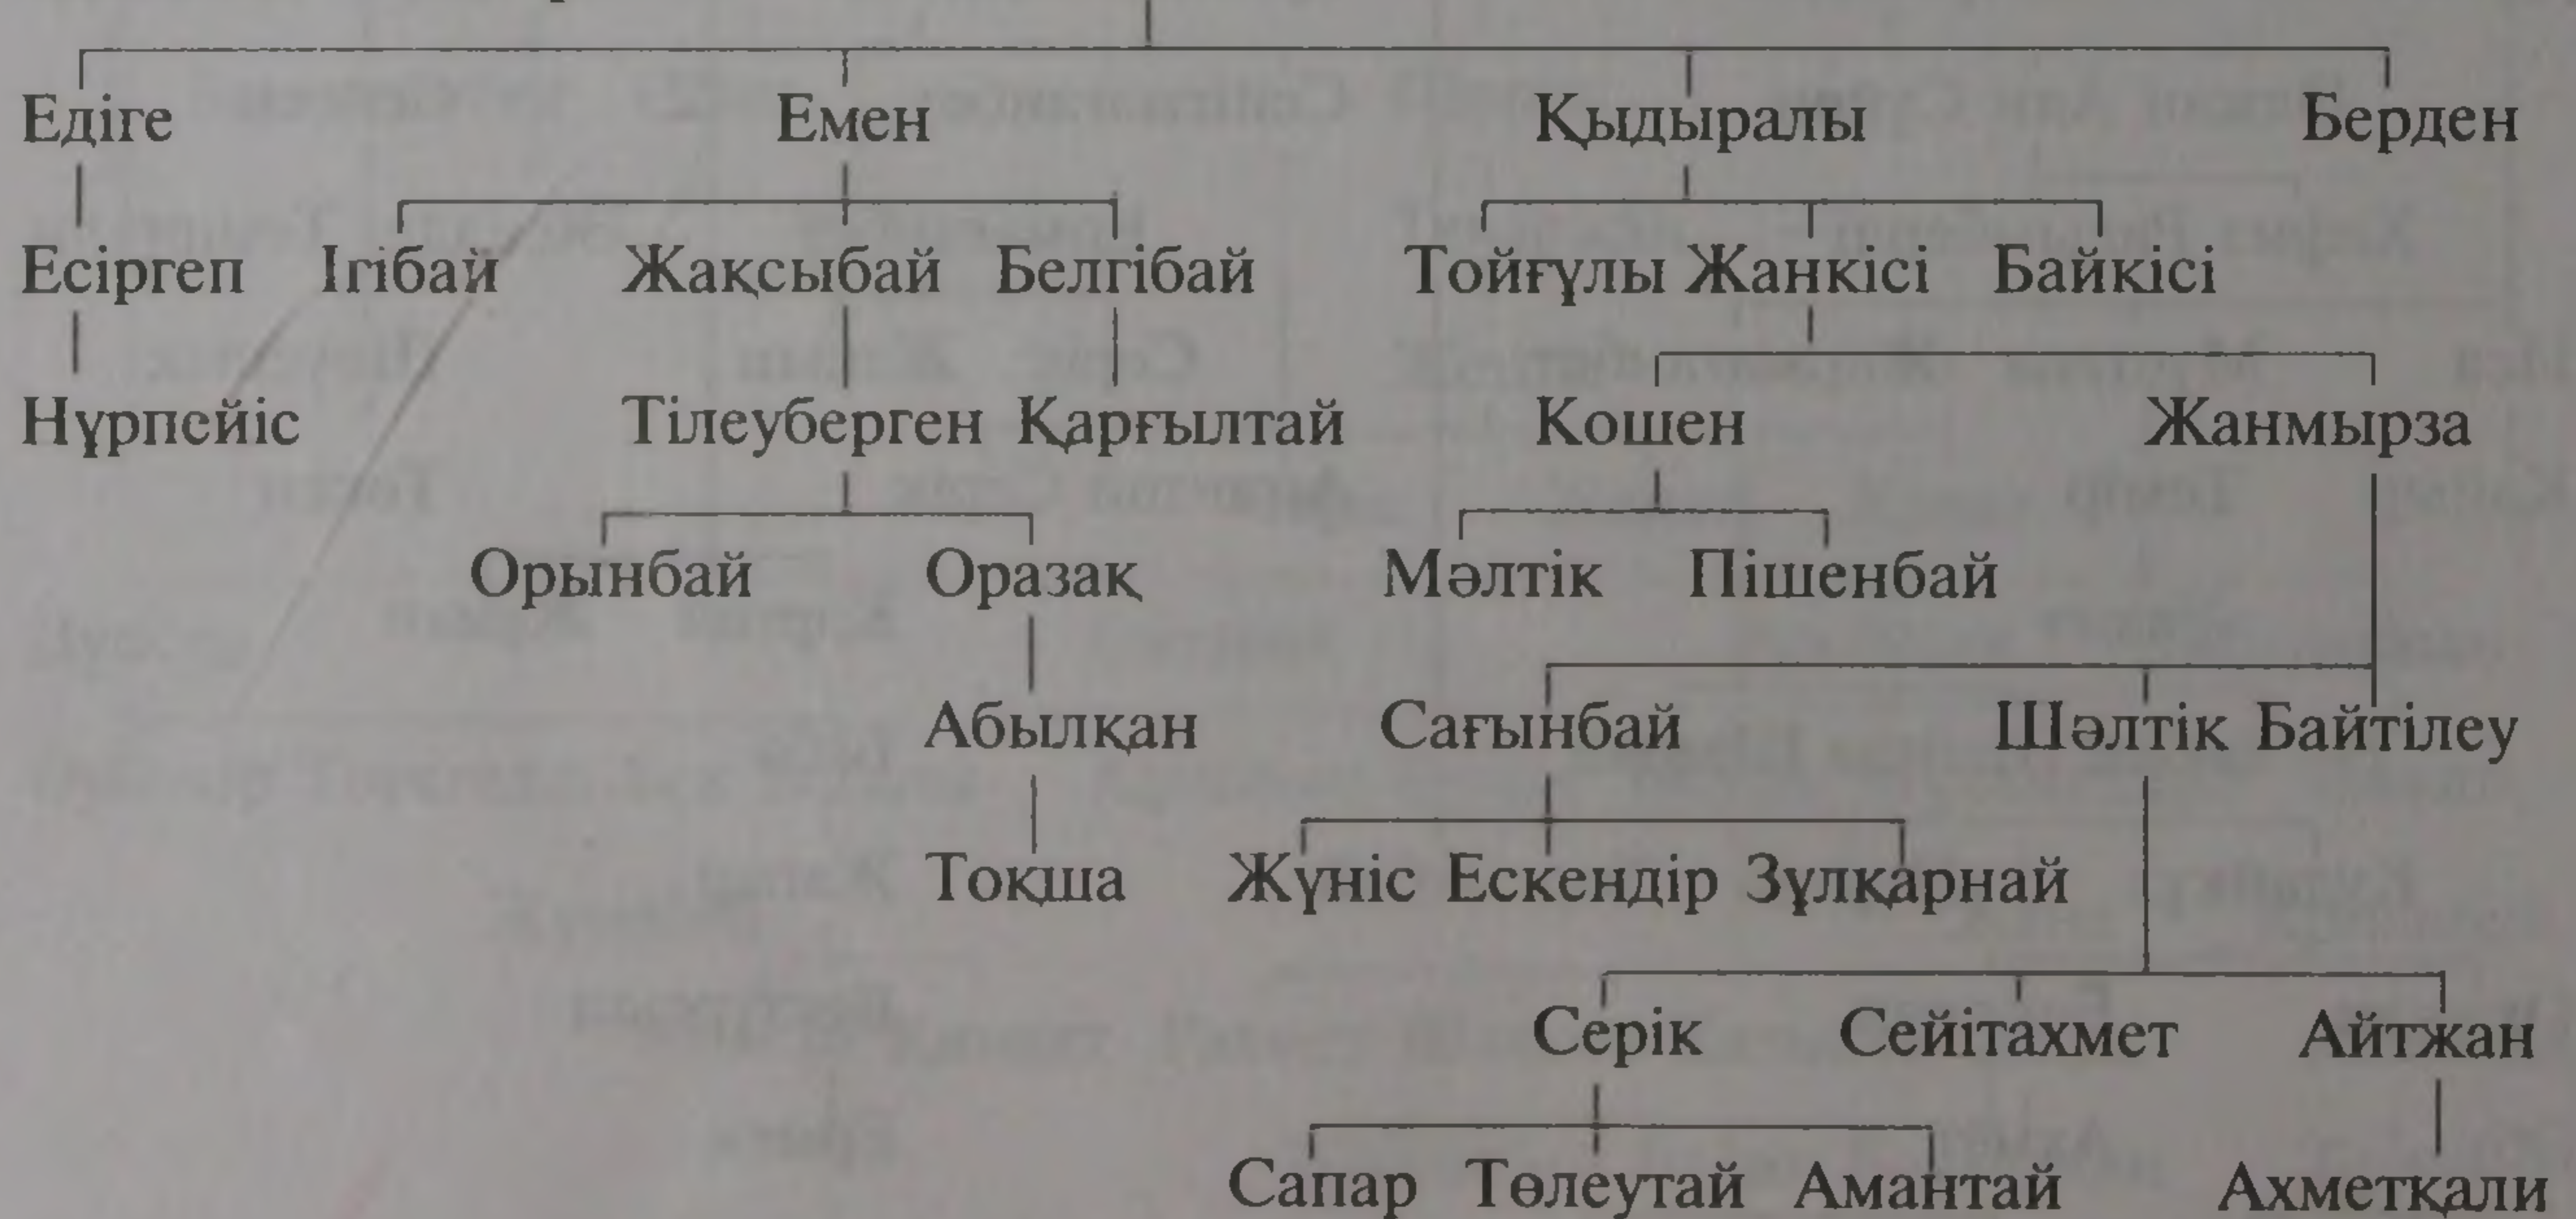 Едіге Емен Қыдыралы Берден
Есіргеп Ігібай Жақсыбай Белгібай Тойғұлы Жанкісі Байкісі
Нұрпейіс Тілеуберген Қарғылтай Кошен Жанмырза
Орынбай Оразақ Мәлтік Пішенбай
Абылқан Сағынбай Шәлтік Байтілеу
Тоқша Жүніс Ескендір Зұлқарнай
Серік Сейітахмет Айтжан
Сапар Төлеутай Амантай Ахметқали